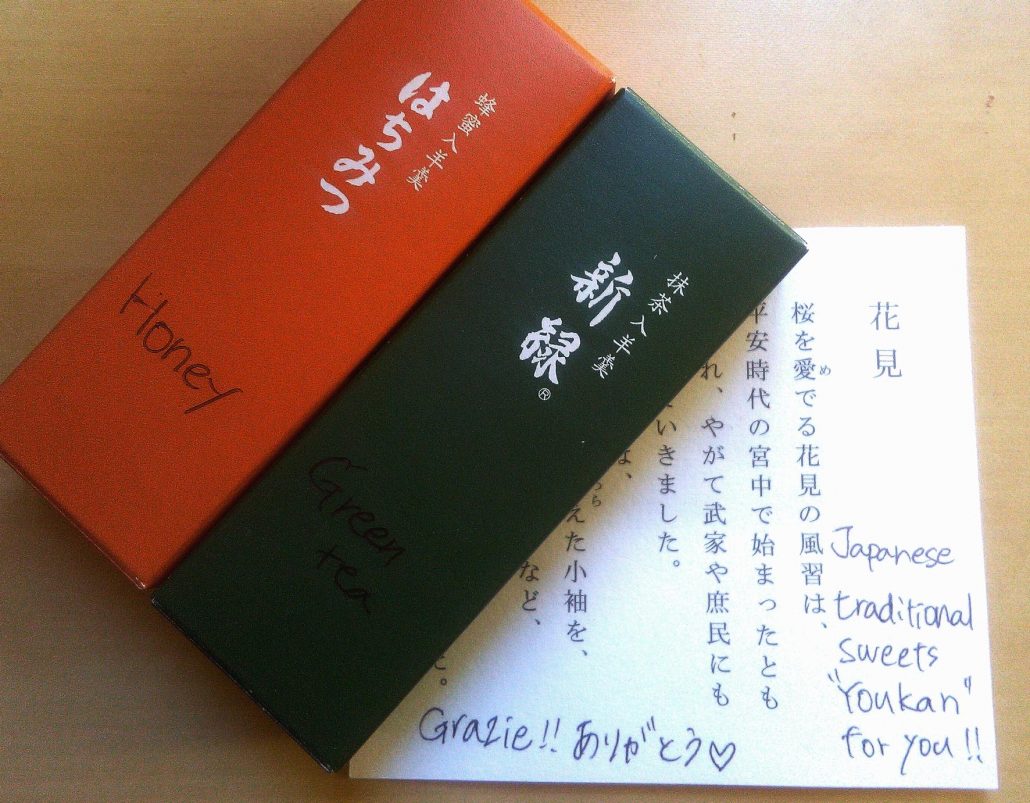 蜂蜜入羊羹
はちみつ
Honey
抹茶入羊羹
新緑®
Green
tea
花見
桜を愛でる花見の風習は、
め
平安時代の宮中で始まったとも
れ、やがて武家や庶民にも
いきました。
は、
えた小袖を、
など、
た。
Japanese
traditional
sweets
"Youkan"
for you!!
Grazie!! ありがとう♡